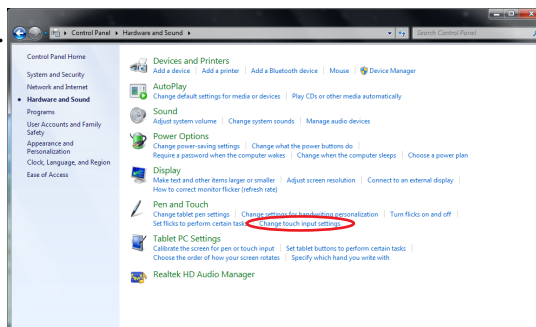 Control Panel ▸ Hardware and Sound ▸
Search Control Panel
Control Panel Home
System and Security
Network and Internet
Hardware and Sound
Programs
User Accounts and Family
Safety
Appearance and
Personalization
Clock, Language, and Region
Ease of Access
Devices and Printers
Add a device | Add a printer | Add a Bluetooth device | Mouse | Device Manager
AutoPlay
Change default settings for media or devices | Play CDs or other media automatically
Sound
Adjust system volume | Change system sounds | Manage audio devices
Power Options
Change power-saving settings | Change what the power buttons do |
Require a password when the computer wakes | Change when the computer sleeps | Choose a power plan
Display
Make text and other items larger or smaller | Adjust screen resolution | Connect to an external display |
How to correct monitor flicker (refresh rate)
Pen and Touch
Change tablet pen settings | Change settings for handwriting personalization | Turn flicks on and off |
Set flicks to perform certain tasks | Change touch input settings
Tablet PC Settings
Calibrate the screen for pen or touch input | Set tablet buttons to perform certain tasks |
Choose the order of how your screen rotates | Specify which hand you write with
Realtek HD Audio Manager